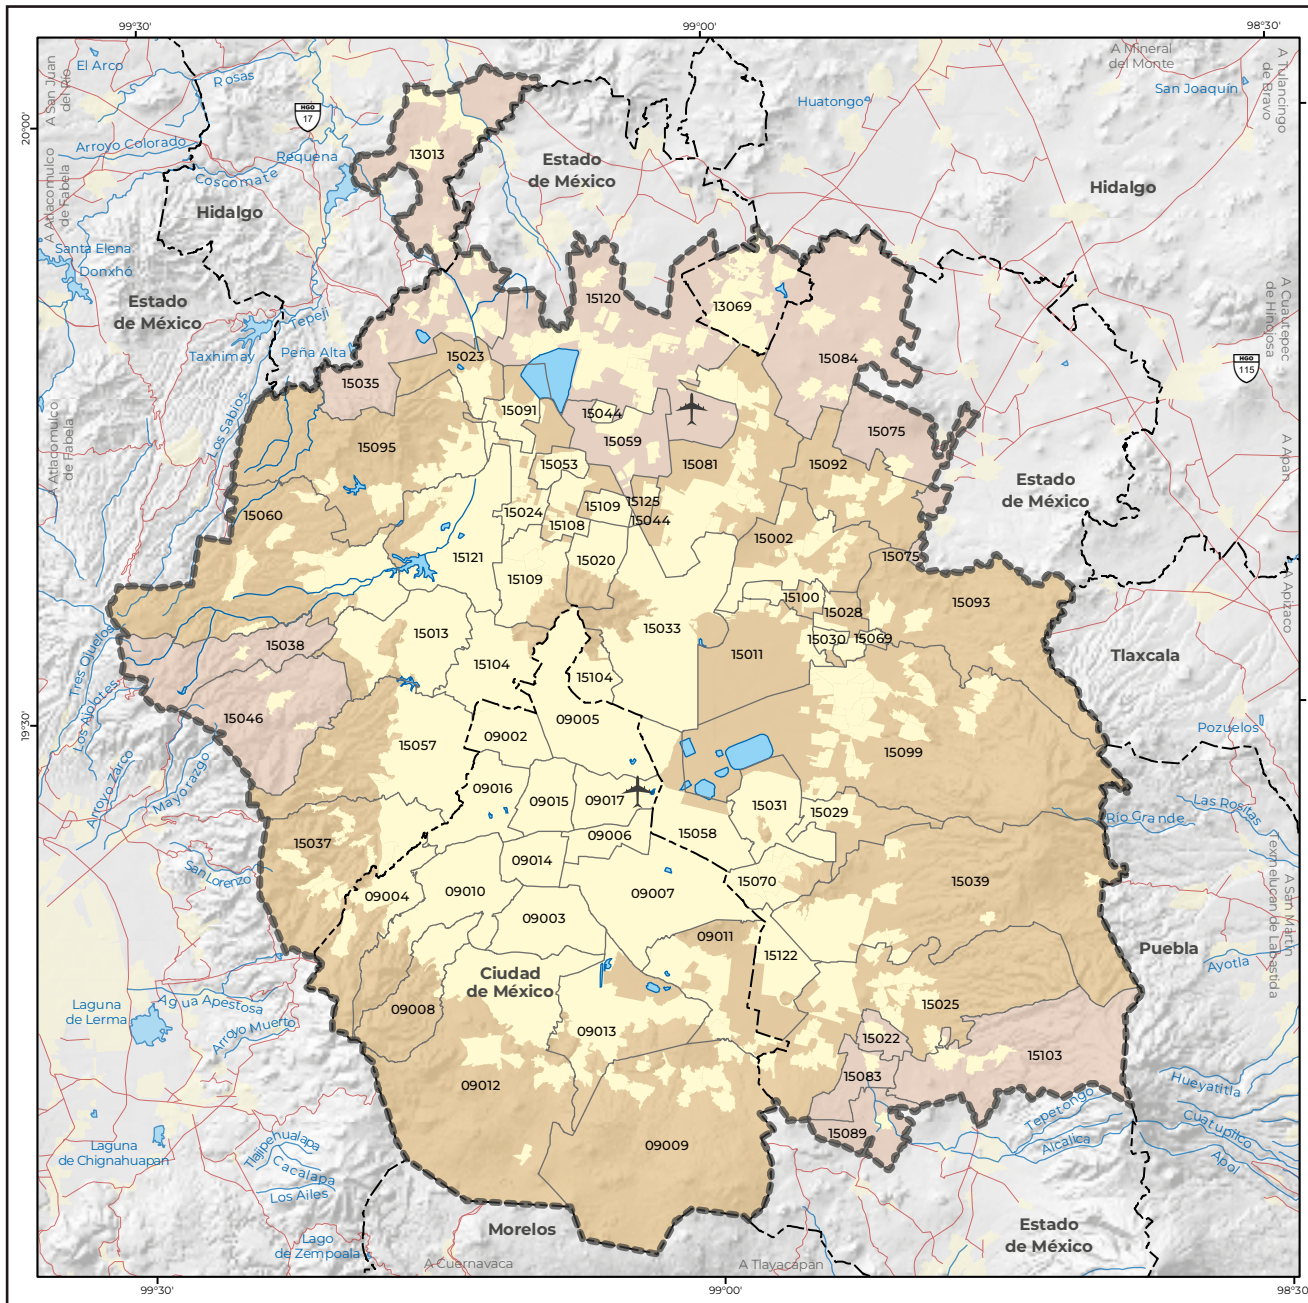 99°30'
99°00'
98°30'
20°00'
19°30'
El Arco
Rosas
A San Juan
del Río
HGO
17
Arroyo Colorado
Requena
Coscomate
A Atlacomulco
de Fabela
Hidalgo
Santa Elena
Donxhó
Estado
de México
Tepeji
Taxhimay
Peña Alta
Los Sabios
A Atlacomulco
de Fabela
13013
Estado
de México
Huatongo
A Mineral
del Monte
San Joaquín
A Tulancingo
de Bravo
Hidalgo
A Cuautepec
de Hinojosa
HGO
115
A Apan
Estado
de México
A Apizaco
Tlaxcala
Pozuelos
15120
13069
15084
15023
15035
15091
15044
15059
15075
15095
15053
15081
15092
15060
15024
15109
15125
15044
15108
15002
15121
15020
15075
15109
15100
15028
15093
15013
15033
15030
15069
15038
15104
15011
15104
15046
09005
09002
15057
15099
09016
09015
09017
15031
15029
09006
15058
15037
09014
15070
15039
09004
09010
09007
09003
09011
15122
Ciudad
de México
15025
09008
09013
15022
15103
15083
09012
15089
09009
Tres Ojuelos
Los Ajolotes
Arroyo Zarco
Mayorazgo
San Lorenzo
Las Rositas
Río Grande
A San Martín
Texmelucan de Labastida
Puebla
Ayotla
Laguna
de Lerma
Agua Apestosa
Arroyo Muerto
Hueyatitla
Cuatupilco
Apol
Tepetongo
Alcalica
Laguna
de Chignahuapan
Tlajipehualapa
Cacalapa
Los Ailes
Lago
de Zempoala
A Cuernavaca
Morelos
A Tlayacapan
Estado
de México
99°30'
99°00'
98°30'